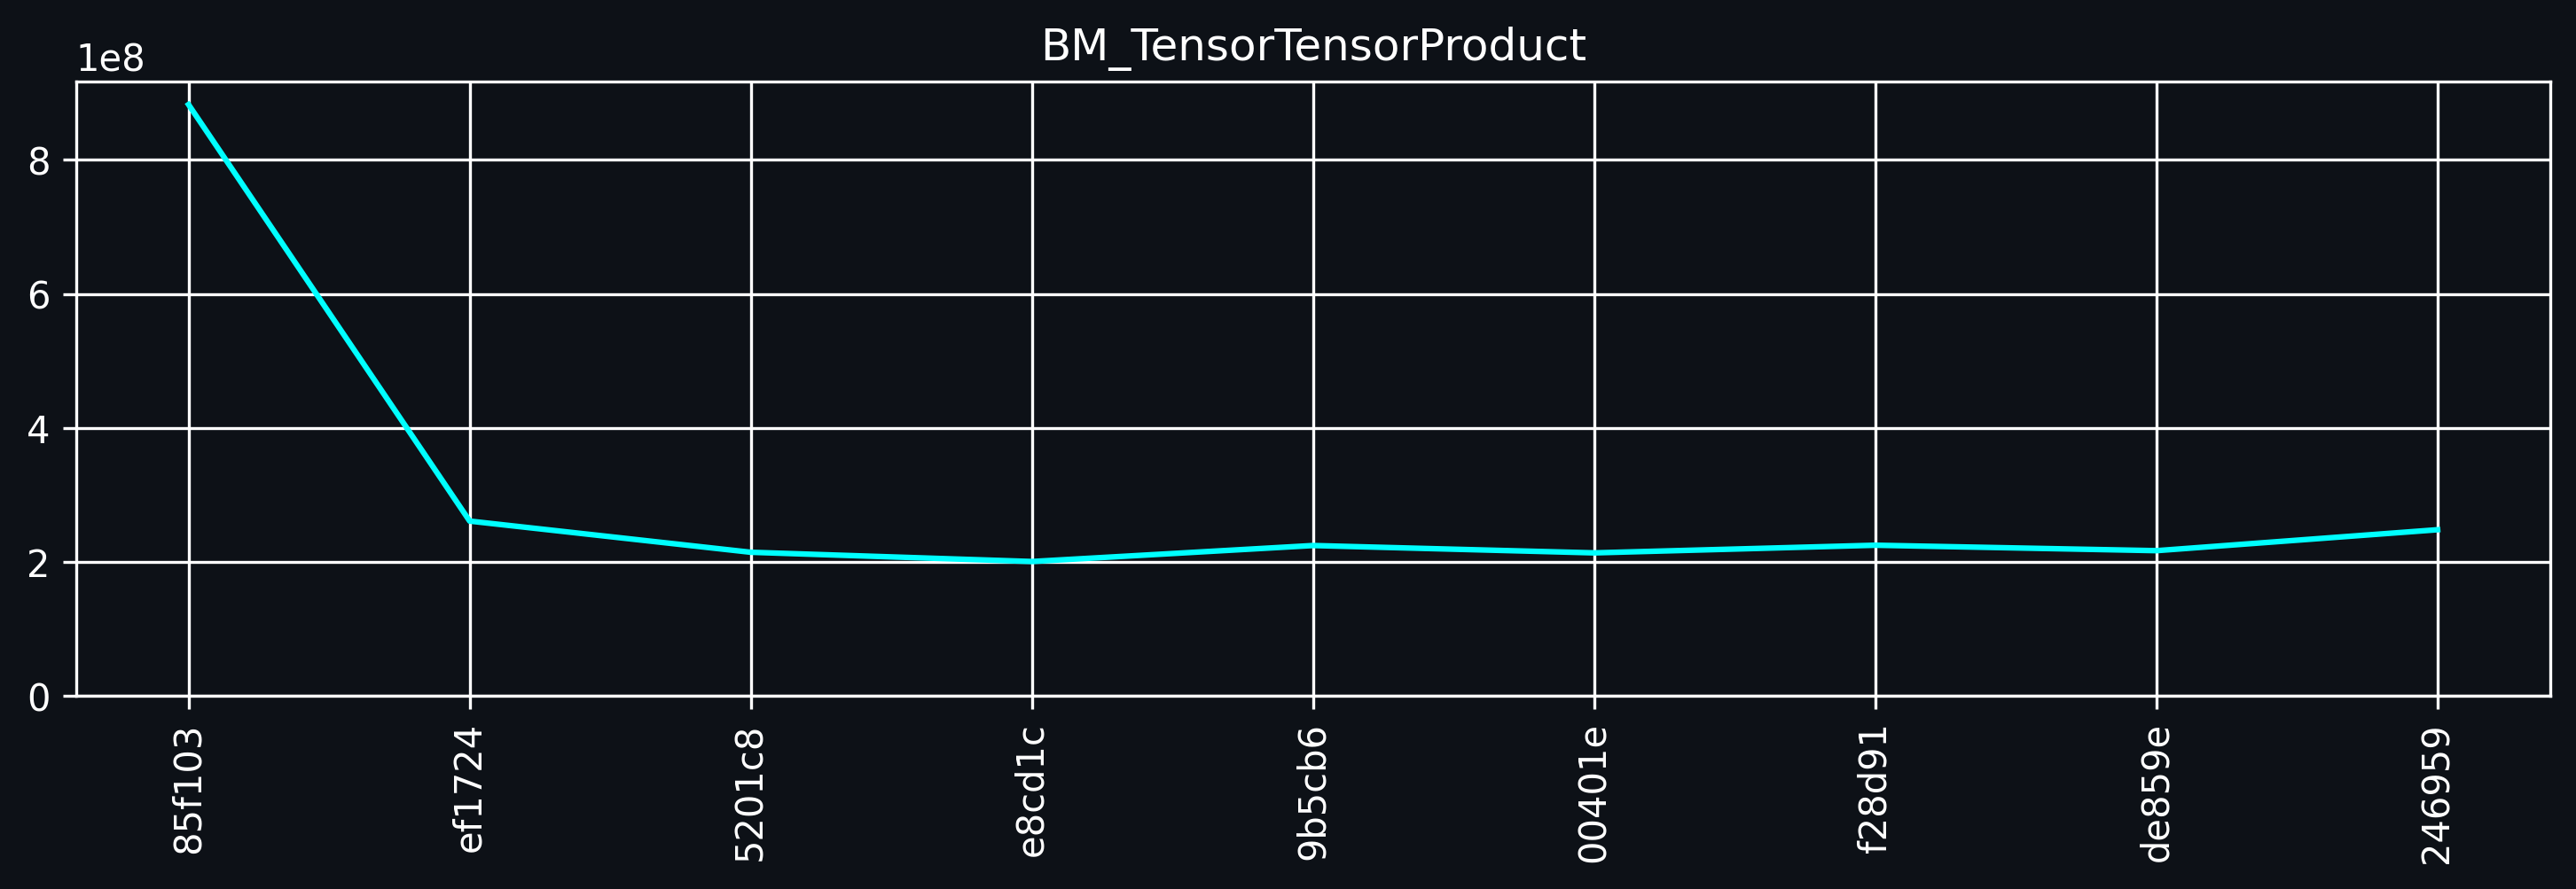 BM_TensorTensorProduct
1e8
8
6
4
2
0
85f103
ef1724
5201c8
e8cd1c
9b5cb6
00401e
f28d91
de859e
246959